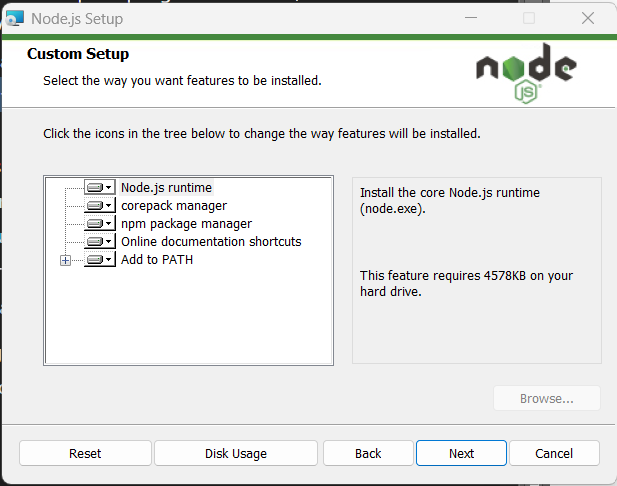 Node.js Setup
Custom Setup
Select the way you want features to be installed.
node
JS
Click the icons in the tree below to change the way features will be installed.
Node.js runtime
corepack manager
npm package manager
Online documentation shortcuts
Add to PATH
Install the core Node.js runtime
(node.exe).
This feature requires 4578KB on your
hard drive.
Browse...
Reset
Disk Usage
Back
Next
Cancel